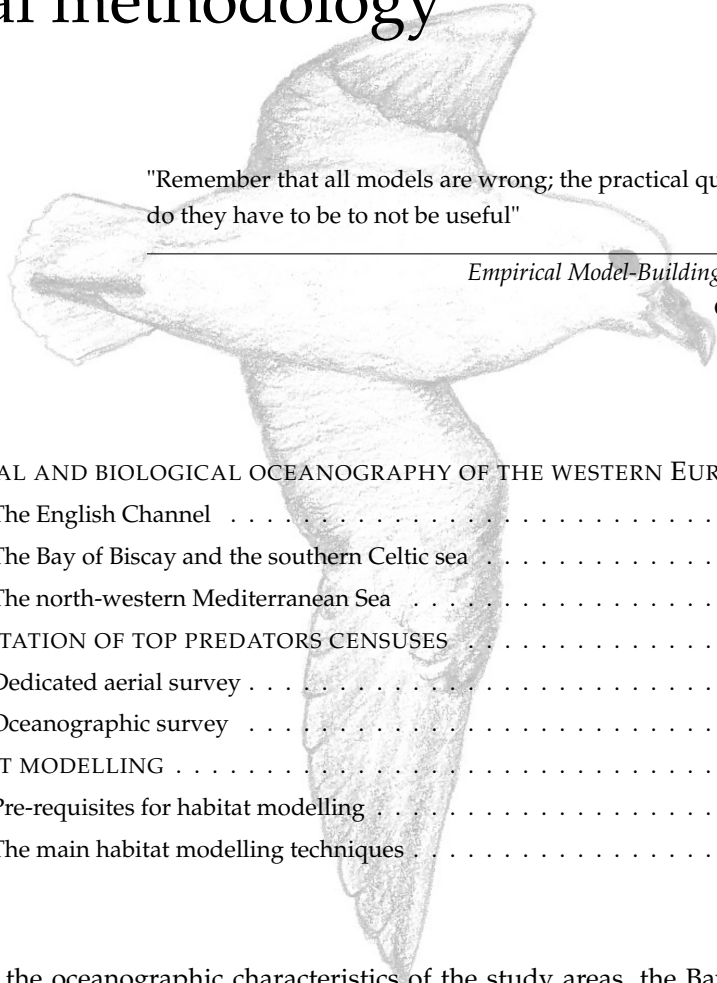 al methodology
"Remember that all models are wrong; the practical qu
do they have to be to not be useful"
Empirical Model-Building
AL AND BIOLOGICAL OCEANOGRAPHY OF THE WESTERN EUR
The English Channel . . . . . . . . . . . . . . . . . . . . . . .
The Bay of Biscay and the southern Celtic sea . . . . . . . . . .
The north-western Mediterranean Sea . . . . . . . . . . . . . .
TATION OF TOP PREDATORS CENSUSES . . . . . . . . . . .
Dedicated aerial survey . . . . . . . . . . . . . . . . . . . . .
Oceanographic survey . . . . . . . . . . . . . . . . . . . . .
T MODELLING . . . . . . . . . . . . . . . . . . . . . . . .
Pre-requisites for habitat modelling . . . . . . . . . . . . . . .
The main habitat modelling techniques . . . . . . . . . . . . . .
the oceanographic characteristics of the study areas, the Ba